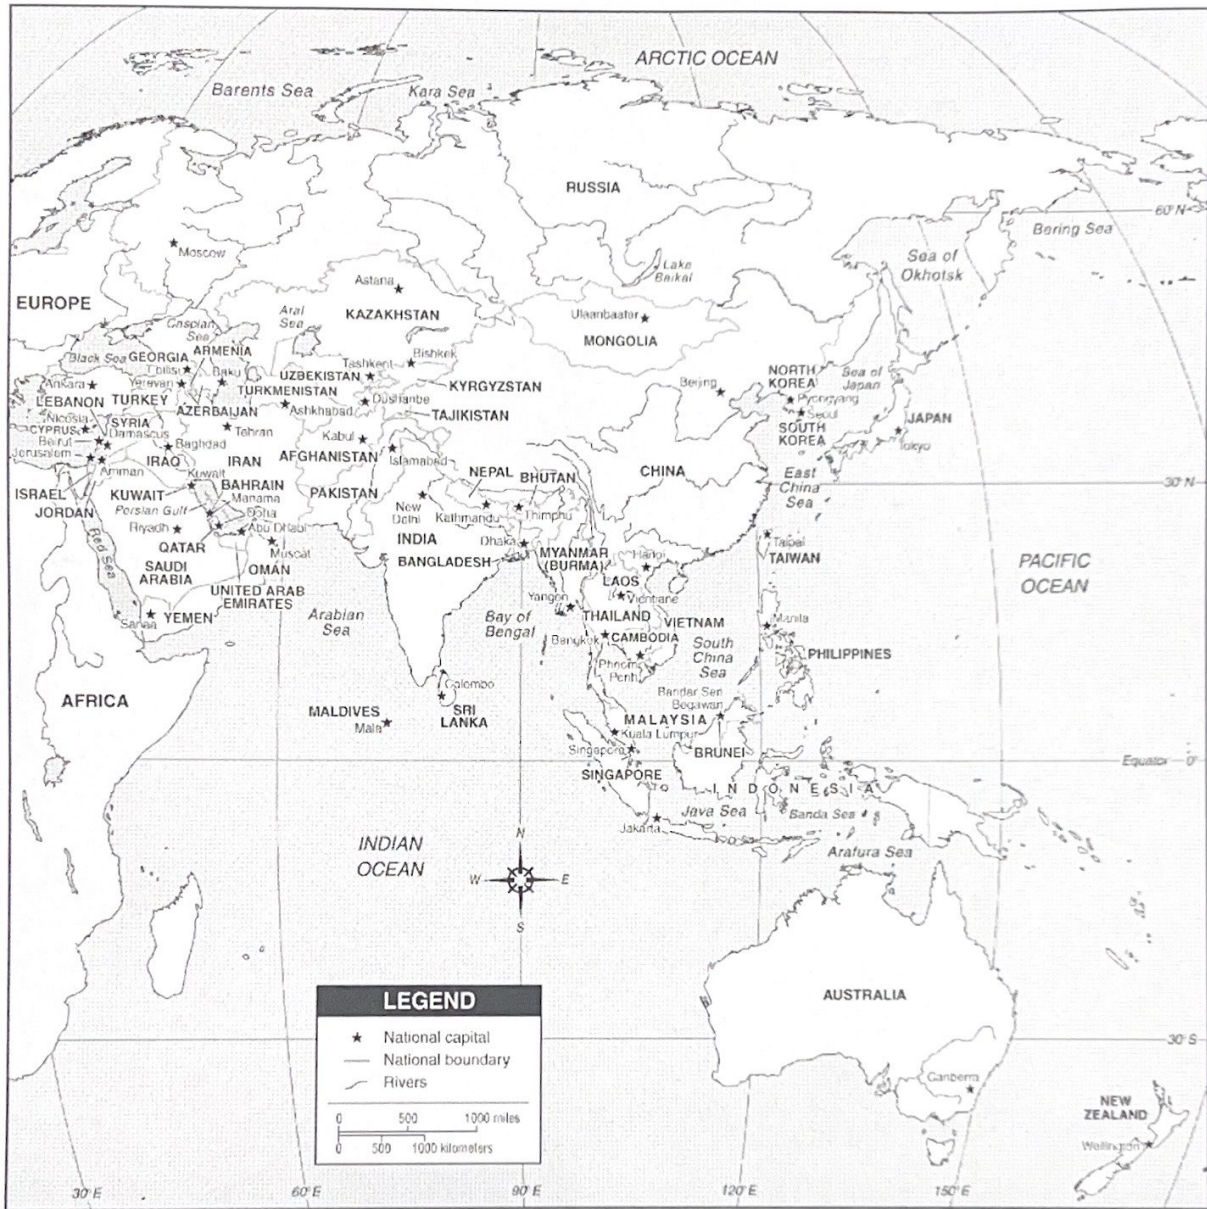 ARCTIC OCEAN
Barents Sea
Kara Sea
RUSSIA
60° N
Bering Sea
Moscow
Sea of
Okhotsk
Lake
Baikal
Astana
EUROPE
KAZAKHSTAN
Aral
Sea
Caspian
Sea
Ulaanbaatar
MONGOLIA
Black Sea
GEORGIA
ARMENIA
Tbilisi
Bishkek
Tashkent
Ankara
Yerevan
Baku
UZBEKISTAN
KYRGYZSTAN
Beijing
NORTH
KOREA
Sea of
Japan
LEBANON
TURKEY
TURKMENISTAN
Dushanbe
Pyongyang
Nicosia
AZERBAIJAN
Ashkhabad
TAJIKISTAN
Seoul
JAPAN
CYPRUS
SYRIA
Damascus
Tehran
SOUTH
KOREA
Tokyo
Beirut
Baghdad
Kabul
Jerusalem
Amman
IRAQ
IRAN
AFGHANISTAN
Islamabad
CHINA
East
China
Sea
NEPAL
BHUTAN
30° N
ISRAEL
KUWAIT
Kuwait
BAHRAIN
PAKISTAN
JORDAN
Persian Gulf
Manama
Doha
New
Delhi
Kathmandu
Thimphu
Riyadh
Abu Dhabi
INDIA
Dhaka
Taipei
TAIWAN
QATAR
Muscat
BANGLADESH
MYANMAR
(BURMA)
Hanoi
PACIFIC
OCEAN
Red Sea
SAUDI
ARABIA
OMAN
LAOS
UNITED ARAB
EMIRATES
Vientiane
Yangon
Arabian
Sea
Bay of
Bengal
THAILAND
VIETNAM
Manila
Sanaa
YEMEN
Bangkok
CAMBODIA
South
China
Sea
PHILIPPINES
Phnom
Penh
Colombo
Bandar Seri
Begawan
AFRICA
SRI
LANKA
MALDIVES
Male
MALAYSIA
Kuala Lumpur
Singapore
BRUNEI
Equator 0°
SINGAPORE
INDONESIA
Java Sea
Banda Sea
Jakarta
Arafura Sea
INDIAN
OCEAN
N
W E
S
AUSTRALIA
LEGEND
National capital
National boundary
Rivers
0 500 1000 miles
0 500 1000 kilometers
30° S
Canberra
NEW
ZEALAND
Wellington
30° E
60° E
90° E
120° E
150° E